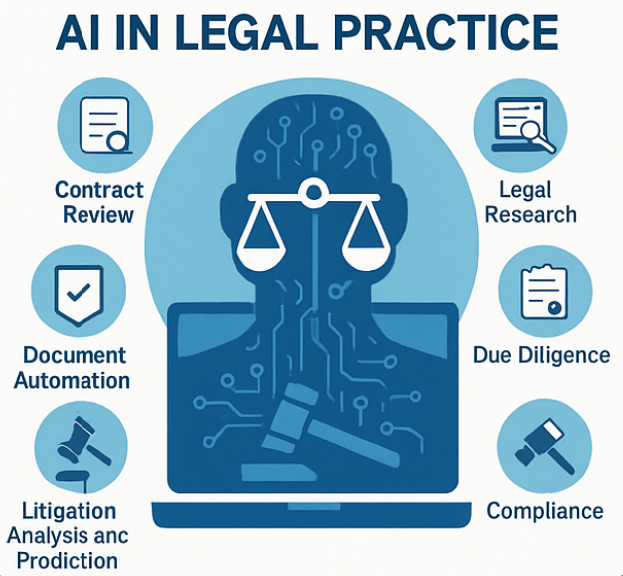 AI IN LEGAL PRACTICE
Contract
Review
Legal
Research
Document
Automation
Due Diligence
Litigation
Analysis anc
Prodiction
Compliance